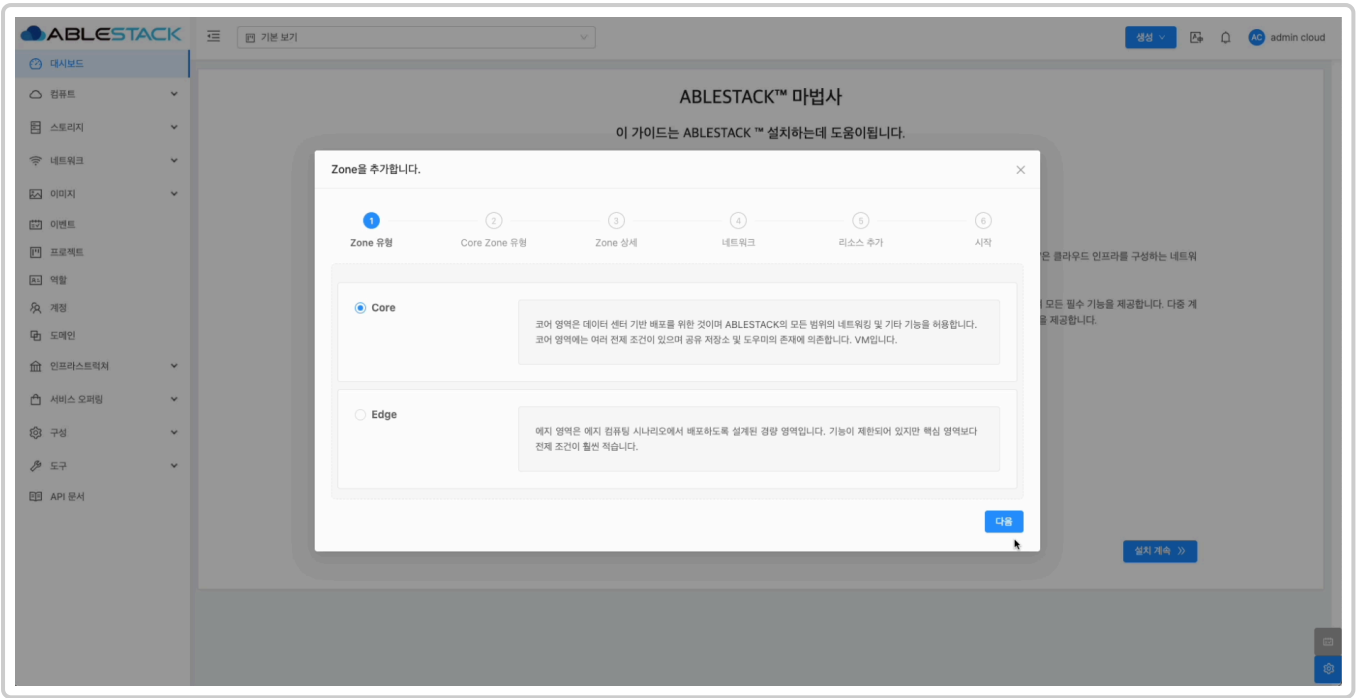 ABLESTACK
기본 보기
생성
AC
admin cloud
대시보드
컴퓨트
스토리지
네트워크
이미지
이벤트
프로젝트
역할
계정
도메인
인프라스트럭쳐
서비스 오퍼링
구성
도구
API 문서
ABLESTACK™ 마법사
이 가이드는 ABLESTACK ™ 설치하는데 도움이됩니다.
Zone을 추가합니다.
1
2
3
4
5
6
Zone 유형
Core Zone 유형
Zone 상세
네트워크
리소스 추가
시작
Core
코어 영역은 데이터 센터 기반 배포를 위한 것이며 ABLESTACK의 모든 범위의 네트워킹 및 기타 기능을 허용합니다.
코어 영역에는 여러 전제 조건이 있으며 공유 저장소 및 도우미의 존재에 의존합니다. VM입니다.
Edge
에지 영역은 에지 컴퓨팅 시나리오에서 배포하도록 설계된 경량 영역입니다. 기능이 제한되어 있지만 핵심 영역보다
전제 조건이 훨씬 적습니다.
다음
은 클라우드 인프라를 구성하는 네트워
모든 필수 기능을 제공합니다. 다중 계
을 제공합니다.
설치 계속